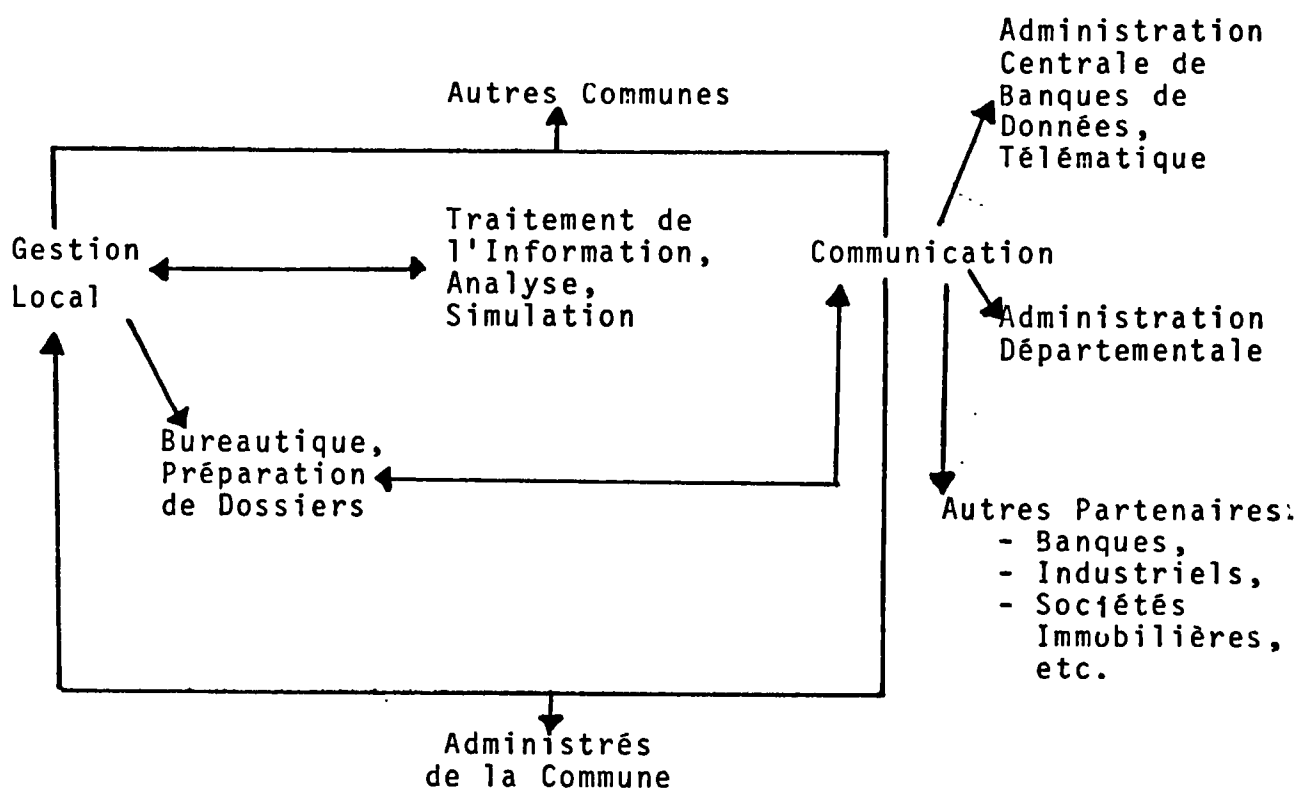 Autres Communes
Administration
Centrale de
Banques de
Données,
Télématique
Gestion
Local
Traitement de
l'Information,
Analyse,
Simulation
Communication
Administration
Départementale
Bureautique,
Préparation
de Dossiers
Autres Partenaires:
- Banques,
- Industriels,
- Sociétés
Immobilières,
etc.
Administrés
de la Commune